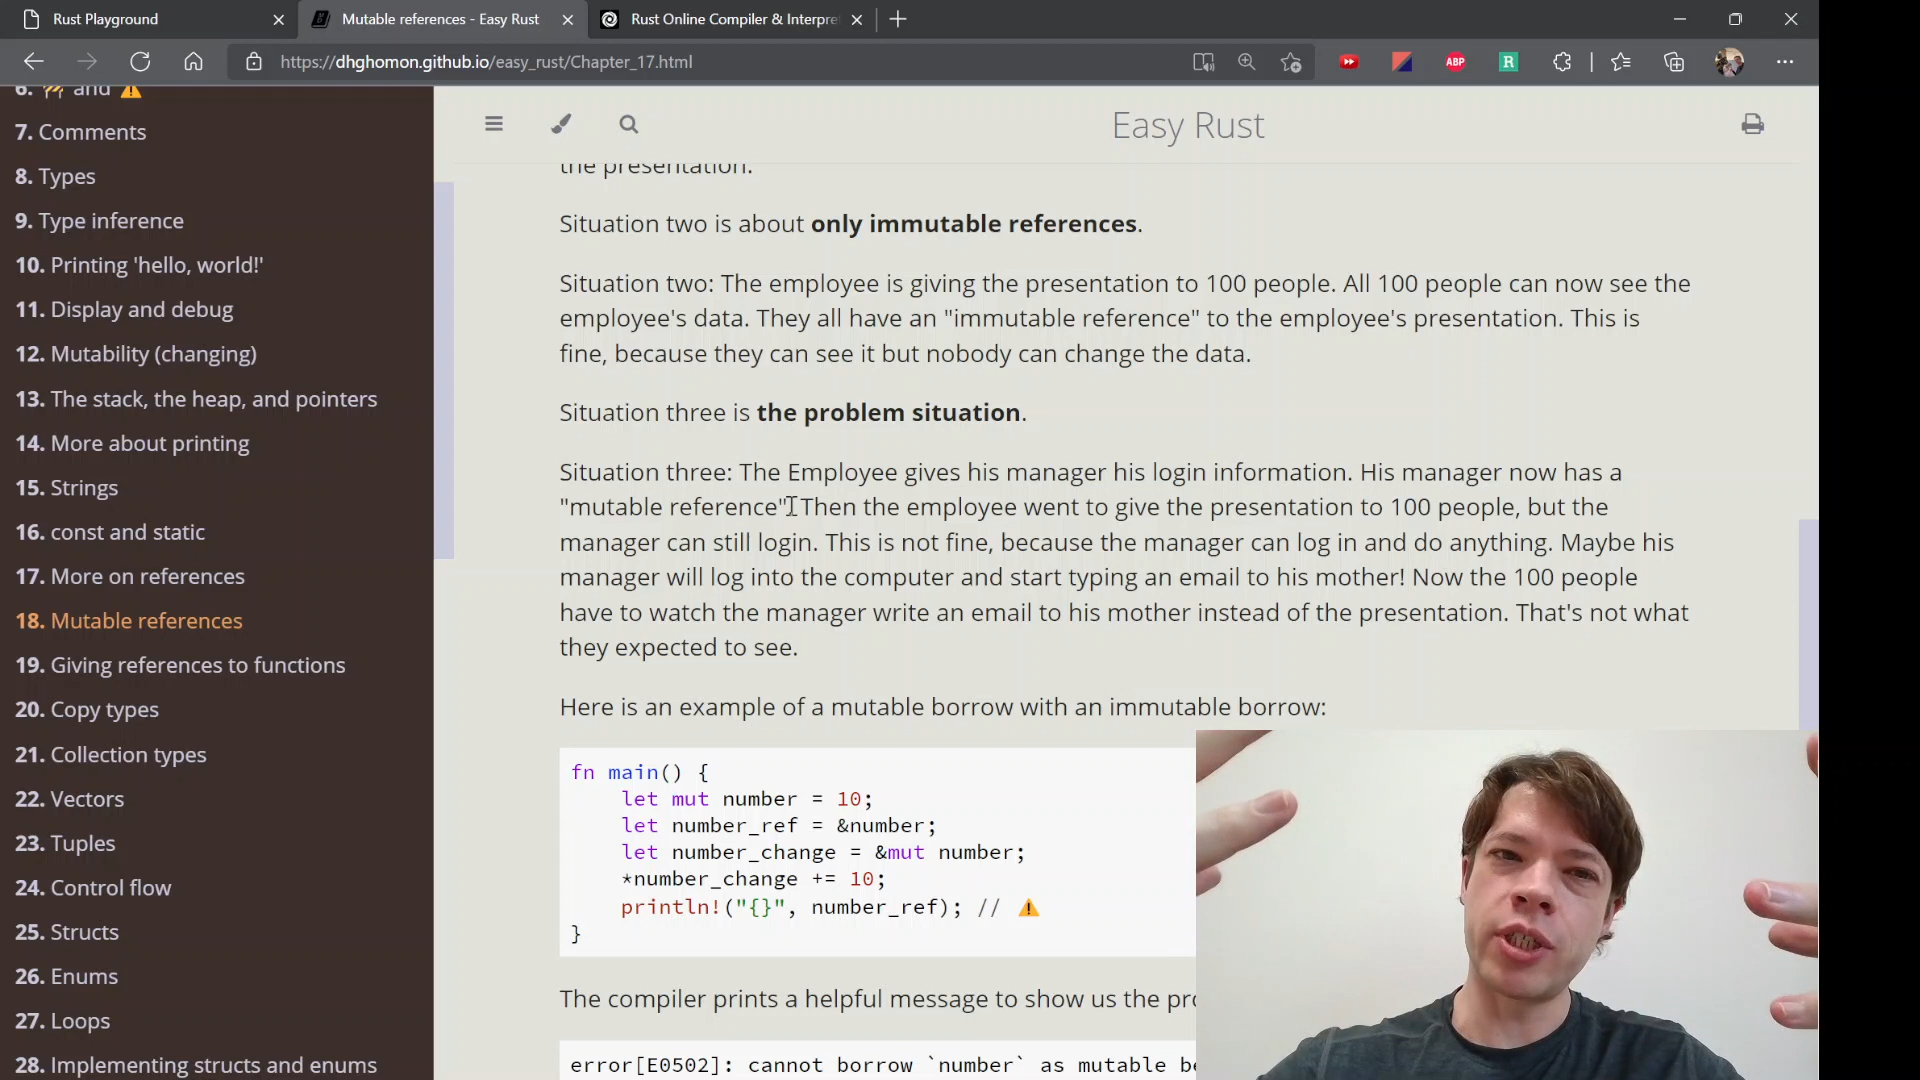 Rust Playground
Mutable references - Easy Rust
Rust Online Compiler & Interpre
https://dhghomon.github.io/easy_rust/Chapter_17.html
ABP
R
6. 🚧 and ⚠️
7. Comments
8. Types
9. Type inference
10. Printing 'hello, world!'
11. Display and debug
12. Mutability (changing)
13. The stack, the heap, and pointers
14. More about printing
15. Strings
16. const and static
17. More on references
18. Mutable references
19. Giving references to functions
20. Copy types
21. Collection types
22. Vectors
23. Tuples
24. Control flow
25. Structs
26. Enums
27. Loops
28. Implementing structs and enums
Easy Rust
the presentation.
Situation two is about only immutable references.
Situation two: The employee is giving the presentation to 100 people. All 100 people can now see the
employee's data. They all have an "immutable reference" to the employee's presentation. This is
fine, because they can see it but nobody can change the data.
Situation three is the problem situation.
Situation three: The Employee gives his manager his login information. His manager now has a
"mutable reference". Then the employee went to give the presentation to 100 people, but the
manager can still login. This is not fine, because the manager can log in and do anything. Maybe his
manager will log into the computer and start typing an email to his mother! Now the 100 people
have to watch the manager write an email to his mother instead of the presentation. That's not what
they expected to see.
Here is an example of a mutable borrow with an immutable borrow:
fn main() {
    let mut number = 10;
    let number_ref = &number;
    let number_change = &mut number;
    *number_change += 10;
    println!("{}", number_ref); // ⚠️
}
The compiler prints a helpful message to show us the pro
error[E0502]: cannot borrow `number` as mutable be